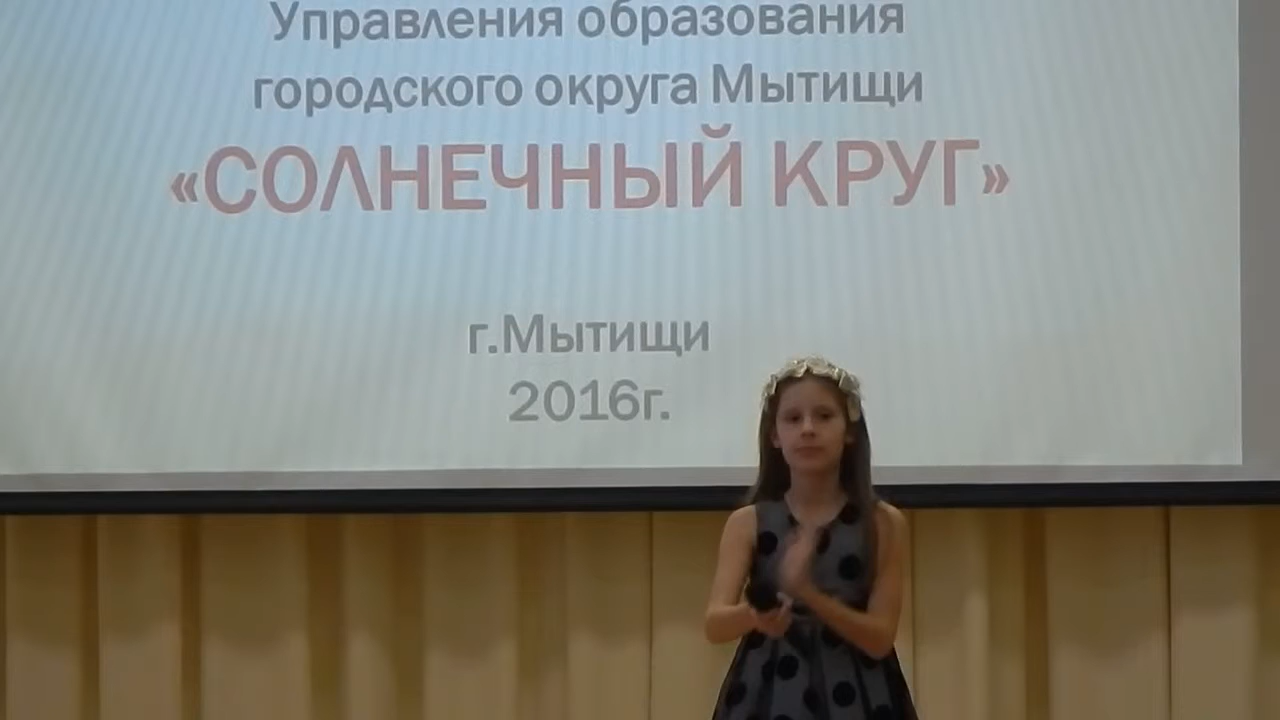 Управления образования
городского округа Мытищи
«СОЛНЕЧНЫЙ КРУГ»
г.Мытищи
2016г.